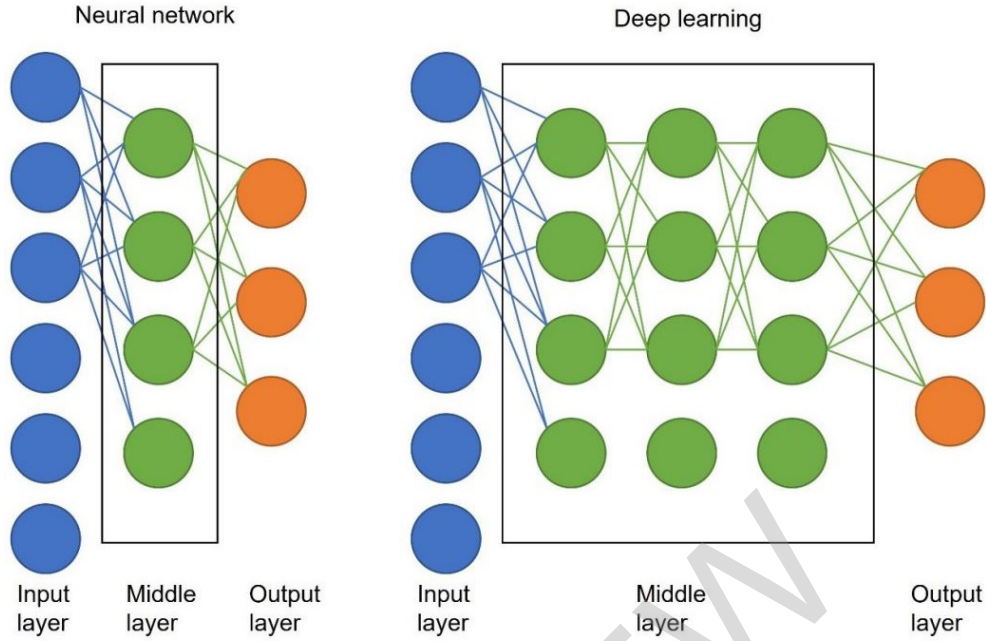 Neural network
Deep learning
Input
layer
Middle
layer
Output
layer
Input
layer
Middle
layer
Output
layer